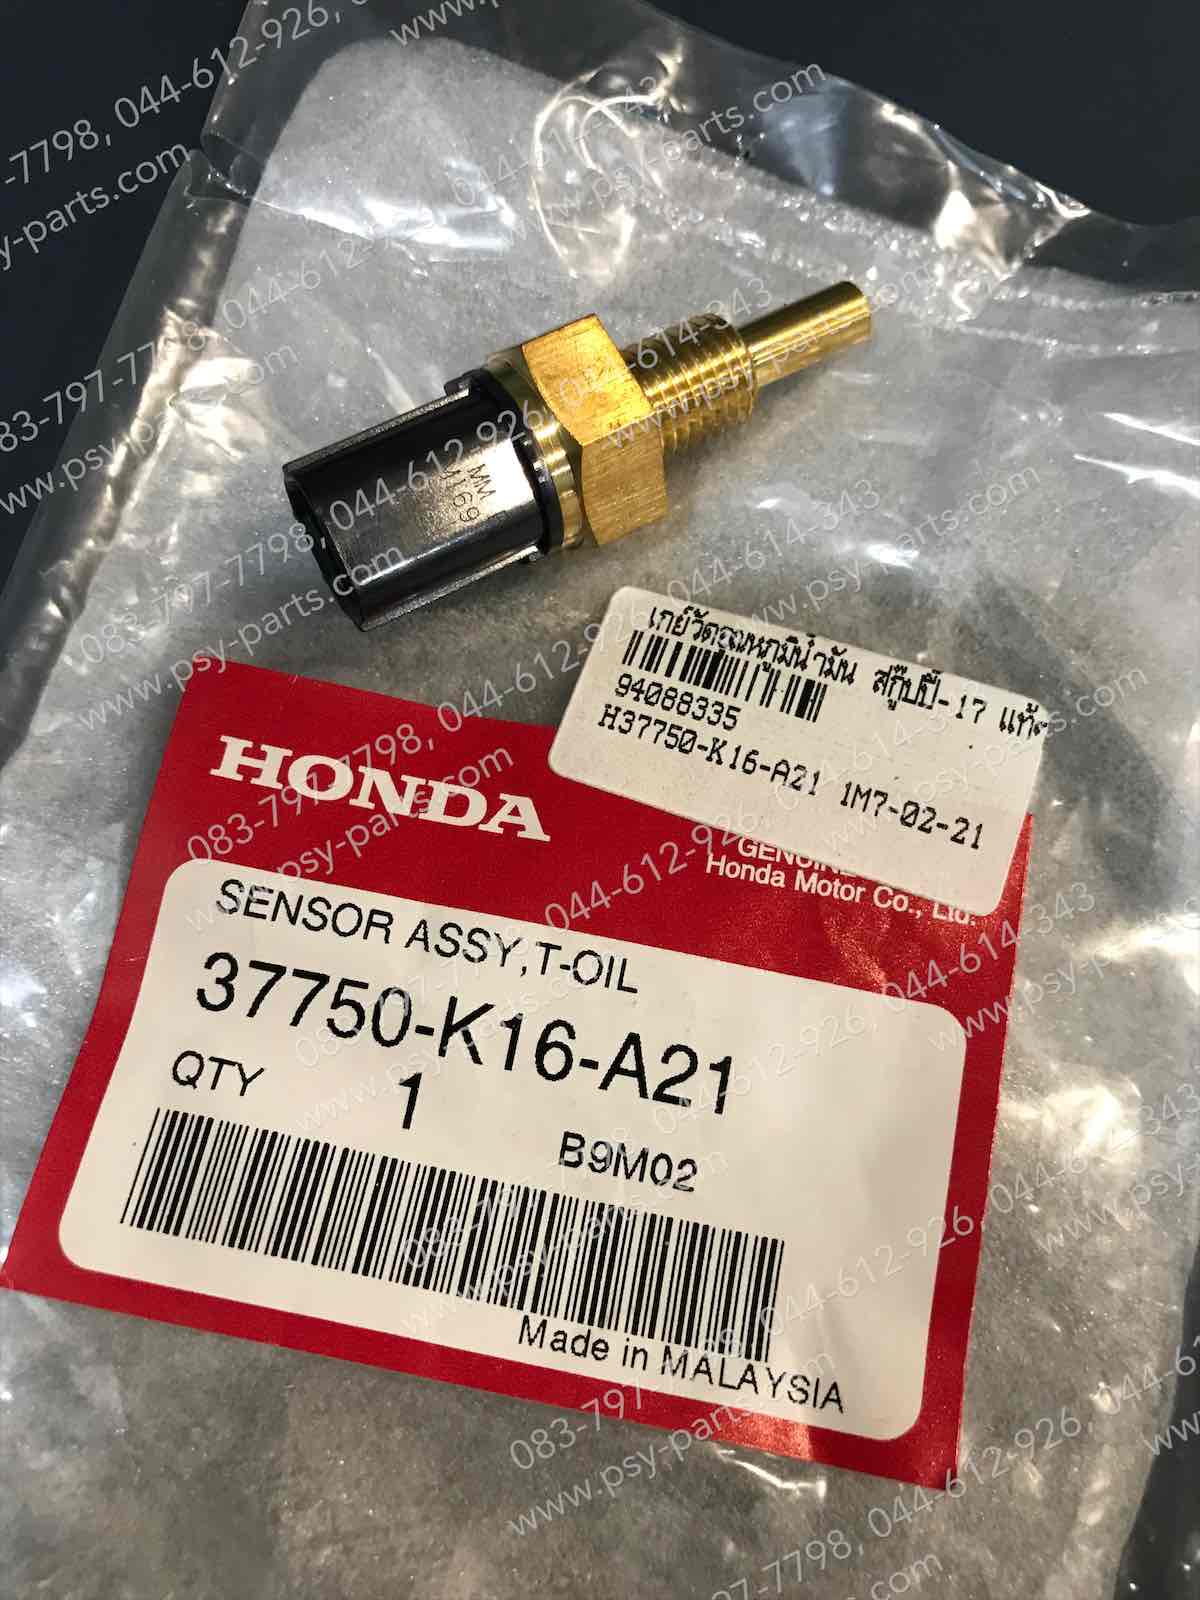 MM
M169
เกย์วัดอุณหภูมิน้ำมัน สกู๊ปปี้-17 แท้~
94088335
H37750-K16-A21 1M7-02-21
HONDA
GENUINE
Honda Motor Co., Ltd.
SENSOR ASSY,T-OIL
37750-K16-A21
QTY 1
B9M02
Made in MALAYSIA
083-797-7798, 044-612-926, 044-614-343
www.psy-parts.com